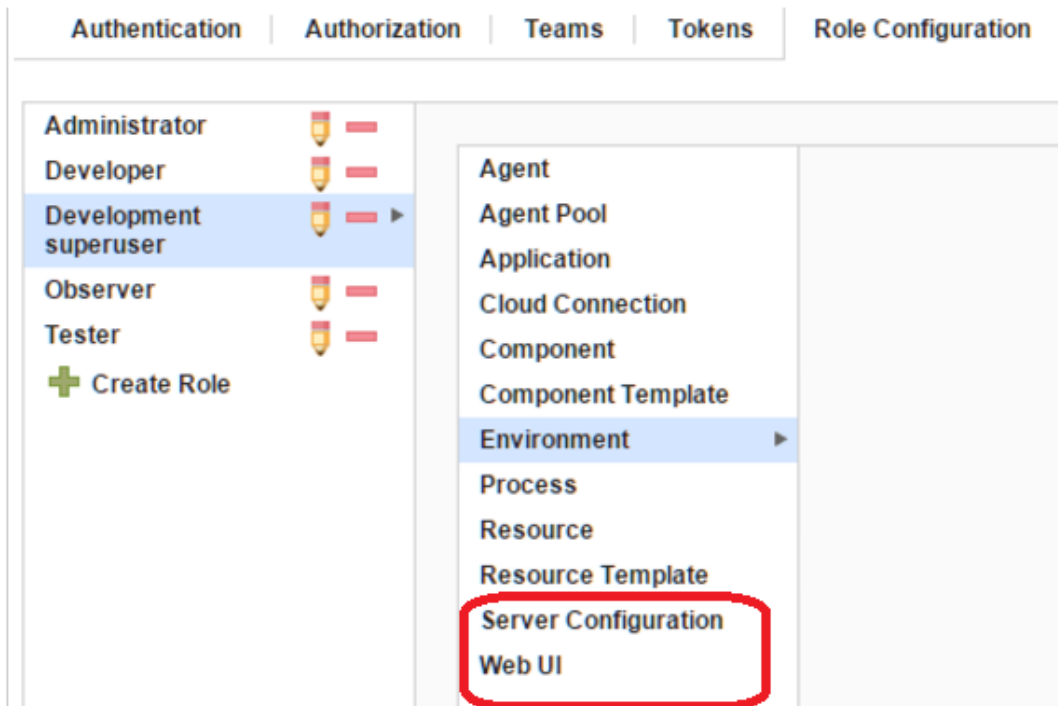 Authentication Authorization Teams Tokens Role Configuration
Administrator
Developer
Development
superuser
Observer
Tester
Create Role
Agent
Agent Pool
Application
Cloud Connection
Component
Component Template
Environment
Process
Resource
Resource Template
Server Configuration
Web UI